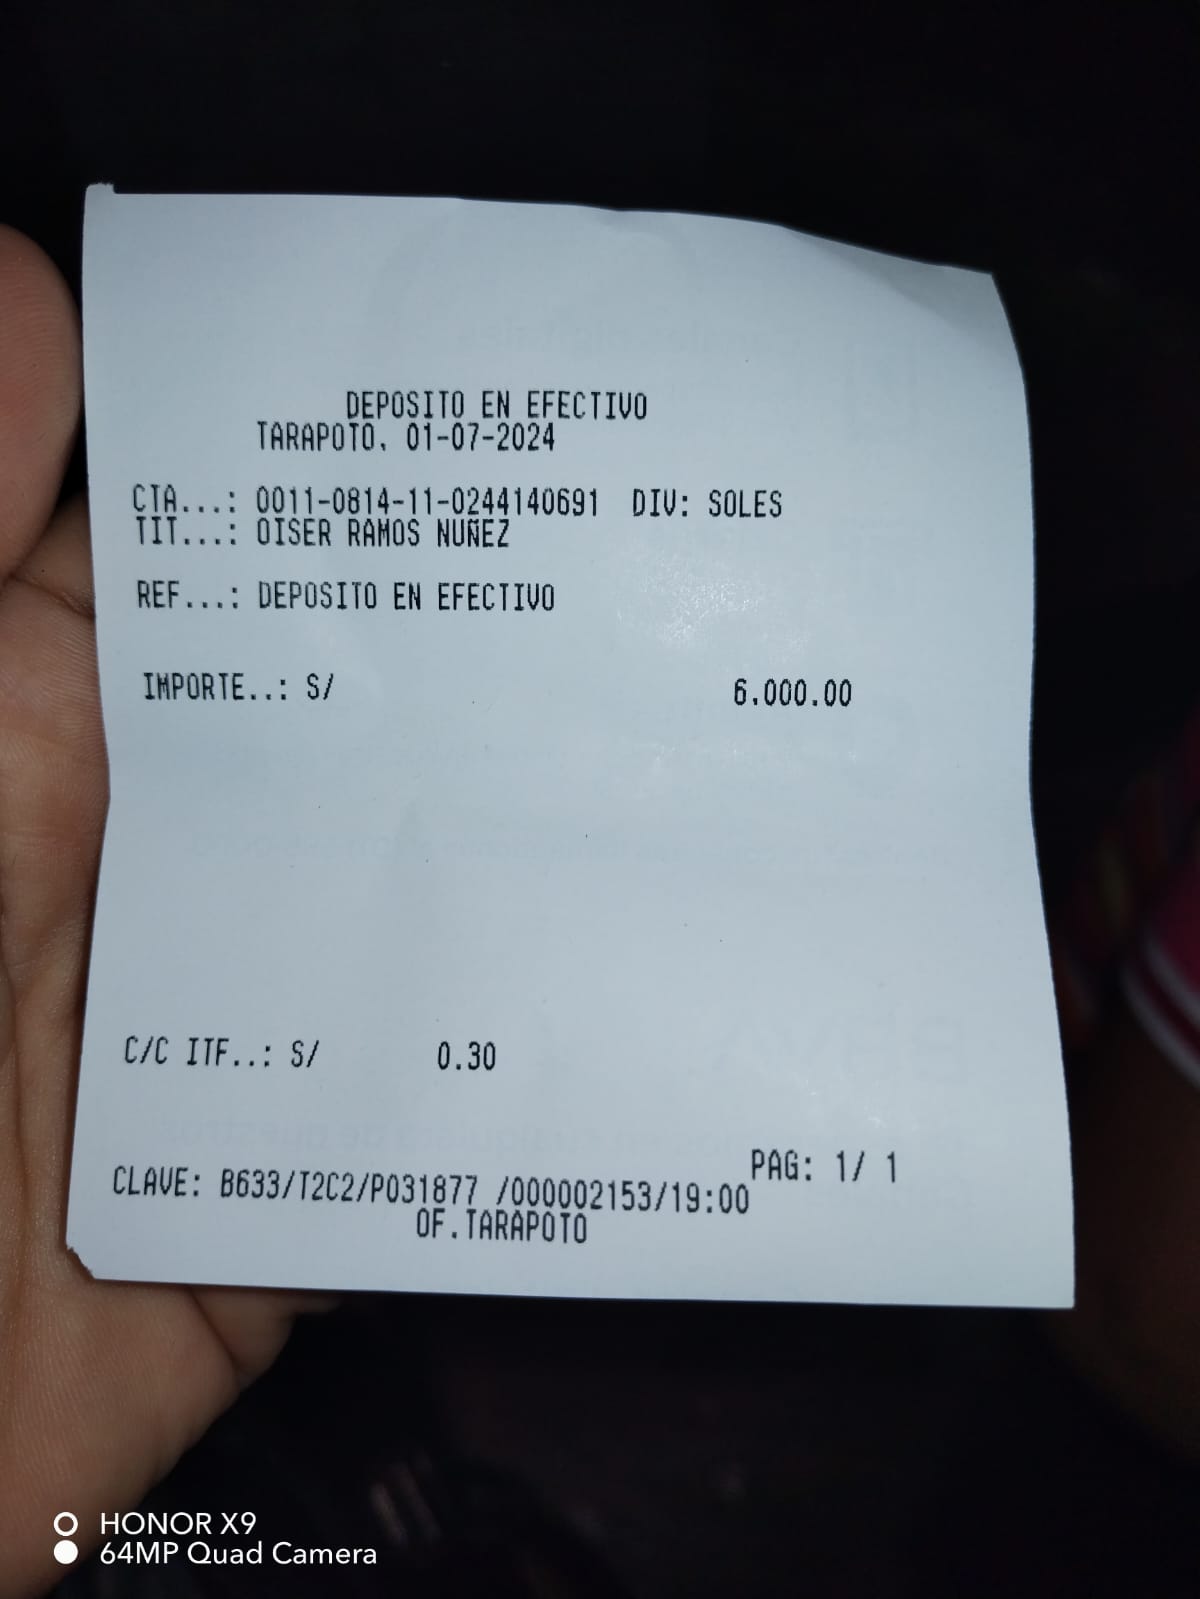 DEPOSITO EN EFECTIVO
TARAPOTO, 01-07-2024
CTA...: 0011-0814-11-0244140691 DIV: SOLES
TIT...: OISER RAMOS NUÑEZ
REF...: DEPOSITO EN EFECTIVO
IMPORTE..: S/ 6.000.00
C/C ITF..: S/ 0.30
PAG: 1/ 1
CLAVE: B633/T2C2/P031877 /000002153/19:00
OF.TARAPOTO
HONOR X9
64MP Quad Camera